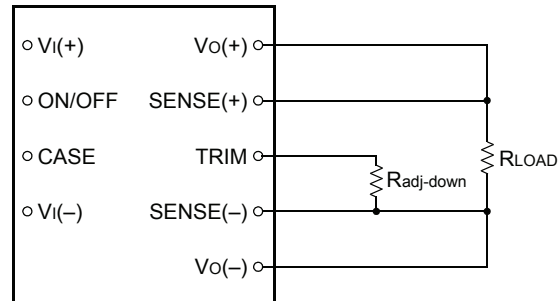 VI(+) VO(+)
ON/OFF SENSE(+)
CASE TRIM RLOAD
Radj-down
VI(–) SENSE(–)
VO(–)